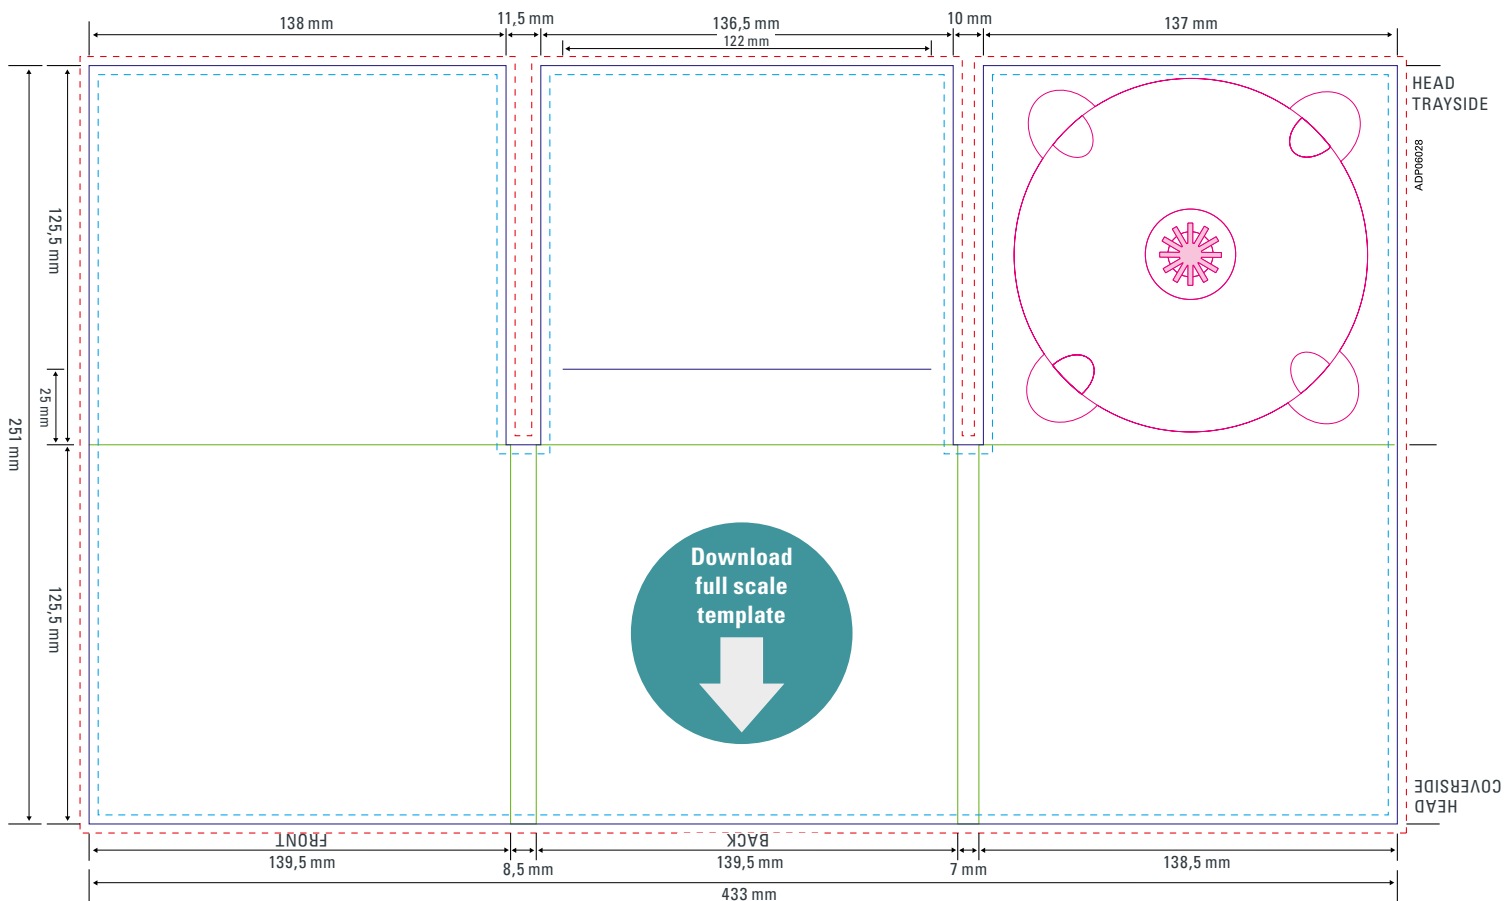 138 mm
11,5 mm
136,5 mm
10 mm
137 mm
122 mm
HEAD
TRAYSIDE
ADP06028
125,5 mm
25 mm
251 mm
125,5 mm
Download
full scale
template
HEAD
COVERSIDE
FRONT
BACK
139,5 mm
8,5 mm
139,5 mm
7 mm
138,5 mm
433 mm